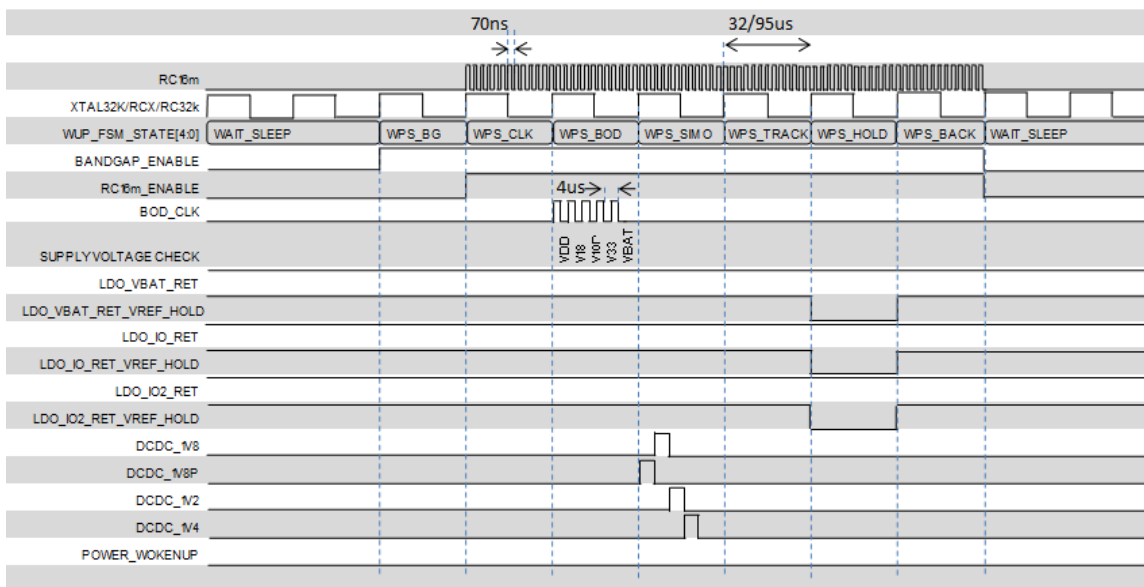 70ns
32/95us
RC16m
XTAL32K/RCX/RC32k
WUP_FSM_STATE[4:0] WAIT_SLEEP WPS_BG WPS_CLK WPS_BOD WPS_SIMO WPS_TRACK WPS_HOLD WPS_BACK WAIT_SLEEP
BANDGAP_ENABLE
RC16m_ENABLE
4us
BOD_CLK
SUPPLY VOLTAGE CHECK
VDD
V18
V33
VBAT
LDO_VBAT_RET
LDO_VBAT_RET_VREF_HOLD
LDO_IO_RET
LDO_IO_RET_VREF_HOLD
LDO_IO2_RET
LDO_IO2_RET_VREF_HOLD
DCDC_1V8
DCDC_1V8P
DCDC_1V2
DCDC_1V4
POWER_WOKENUP